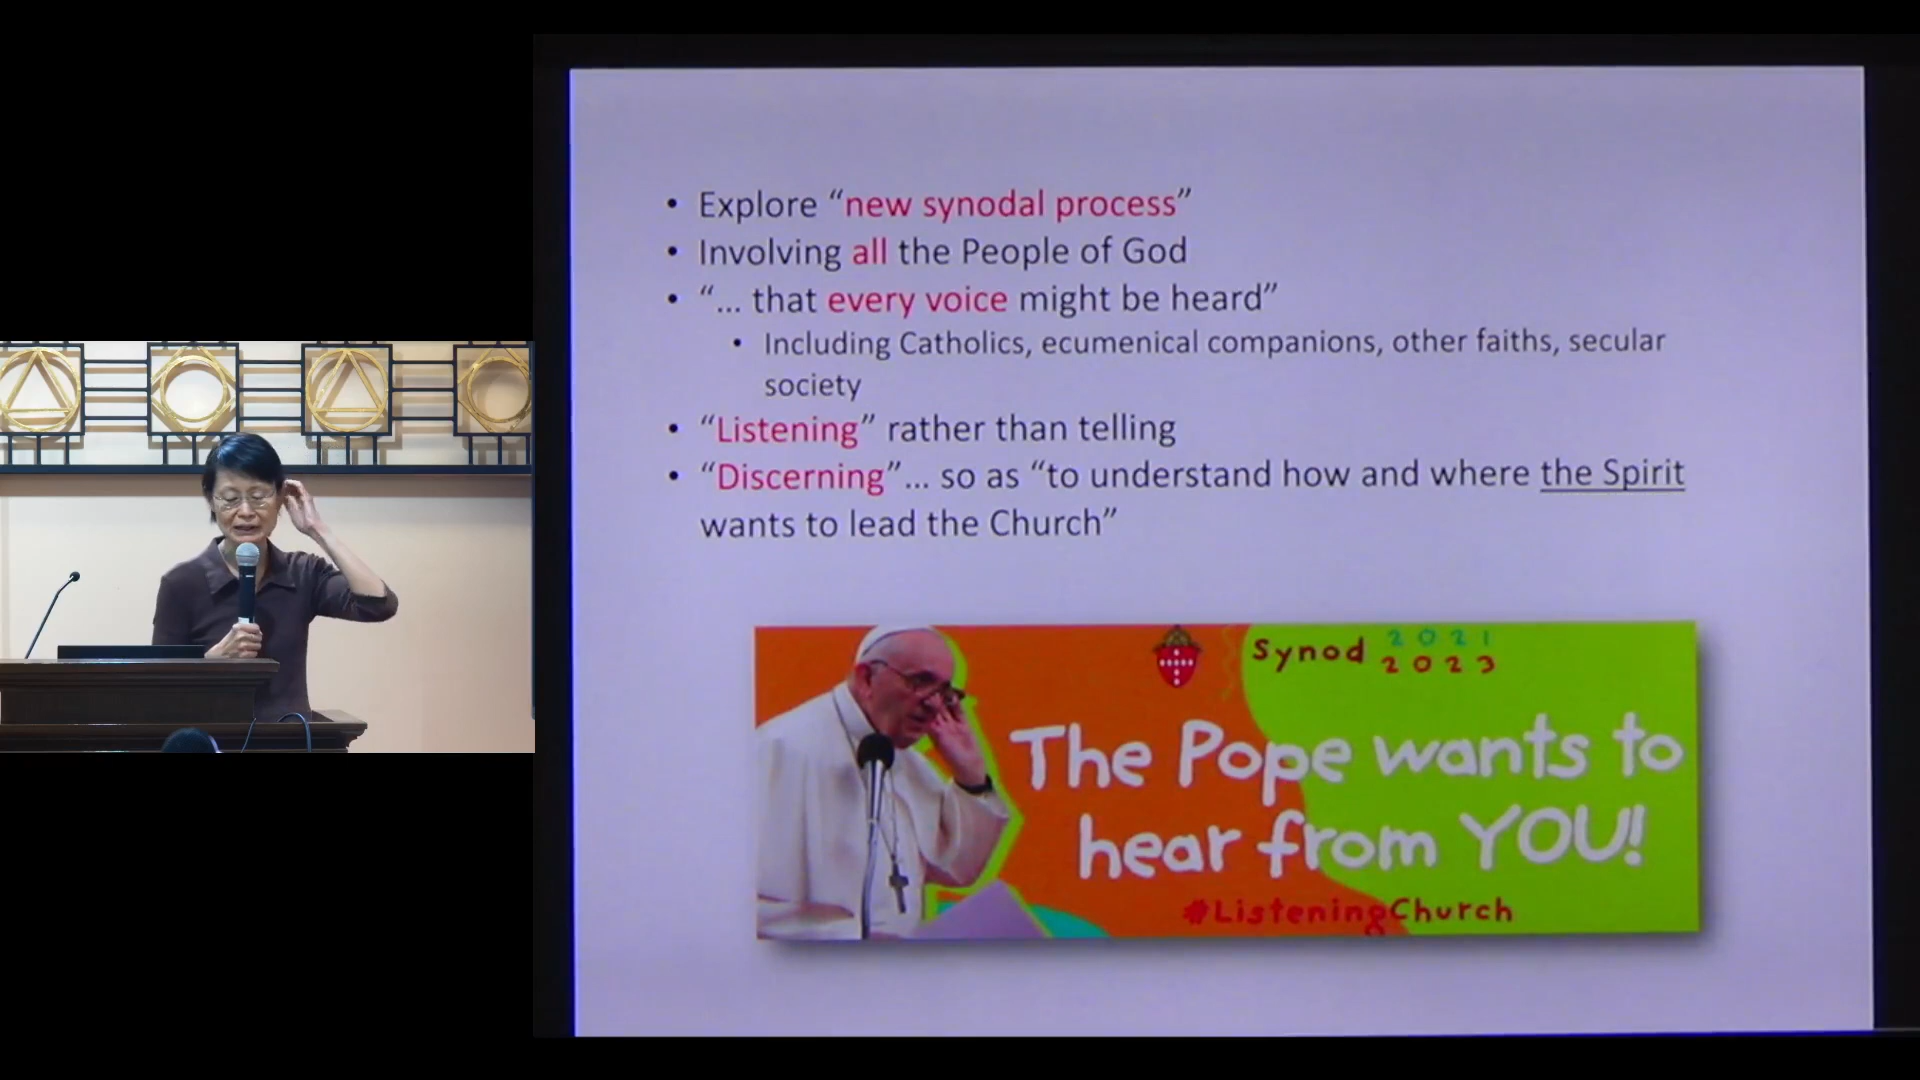 • Explore “new synodal process”
• Involving all the People of God
• “... that every voice might be heard”
• Including Catholics, ecumenical companions, other faiths, secular
society
• “Listening” rather than telling
• “Discerning”... so as “to understand how and where the Spirit
wants to lead the Church”
Synod 2021
2023
The Pope wants to
hear from YOU!
#ListeningChurch